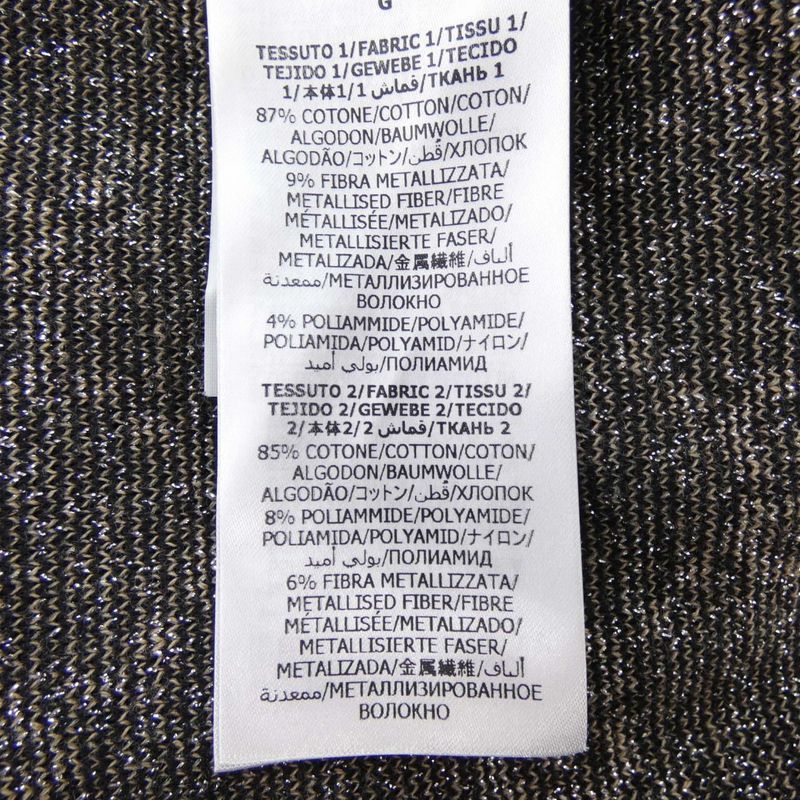 G
TESSUTO 1/FABRIC 1/TISSU 1/
TEJIDO 1/GEWEBE 1/TECIDO
1/本体1/قماش 1/ТКАНЬ 1
87% COTONE/COTTON/COTON/
ALGODON/BAUMWOLLE/
ALGODÃO/コットン/قُطن/ХЛОПОК
9% FIBRA METALLIZZATA/
METALLISED FIBER/FIBRE
MÉTALLISÉE/METALIZADO/
METALLISIERTE FASER/
METALIZADA/金属繊維/ألياف
ممعدنة/МЕТАЛЛИЗИРОВАННОЕ
ВОЛОКНО
4% POLIAMMIDE/POLYAMIDE/
POLIAMIDA/POLYAMID/ナイロン/
بولي أميد/ПОЛИАМИД
TESSUTO 2/FABRIC 2/TISSU 2/
TEJIDO 2/GEWEBE 2/TECIDO
2/本体2/قماش 2/ТКАНЬ 2
85% COTONE/COTTON/COTON/
ALGODON/BAUMWOLLE/
ALGODÃO/コットン/قُطن/ХЛОПОК
8% POLIAMMIDE/POLYAMIDE/
POLIAMIDA/POLYAMID/ナイロン/
بولي أميد/ПОЛИАМИД
6% FIBRA METALLIZZATA/
METALLISED FIBER/FIBRE
MÉTALLISÉE/METALIZADO/
METALLISIERTE FASER/
METALIZADA/金属繊維/ألياف
ممعدنة/МЕТАЛЛИЗИРОВАННОЕ
ВОЛОКНО